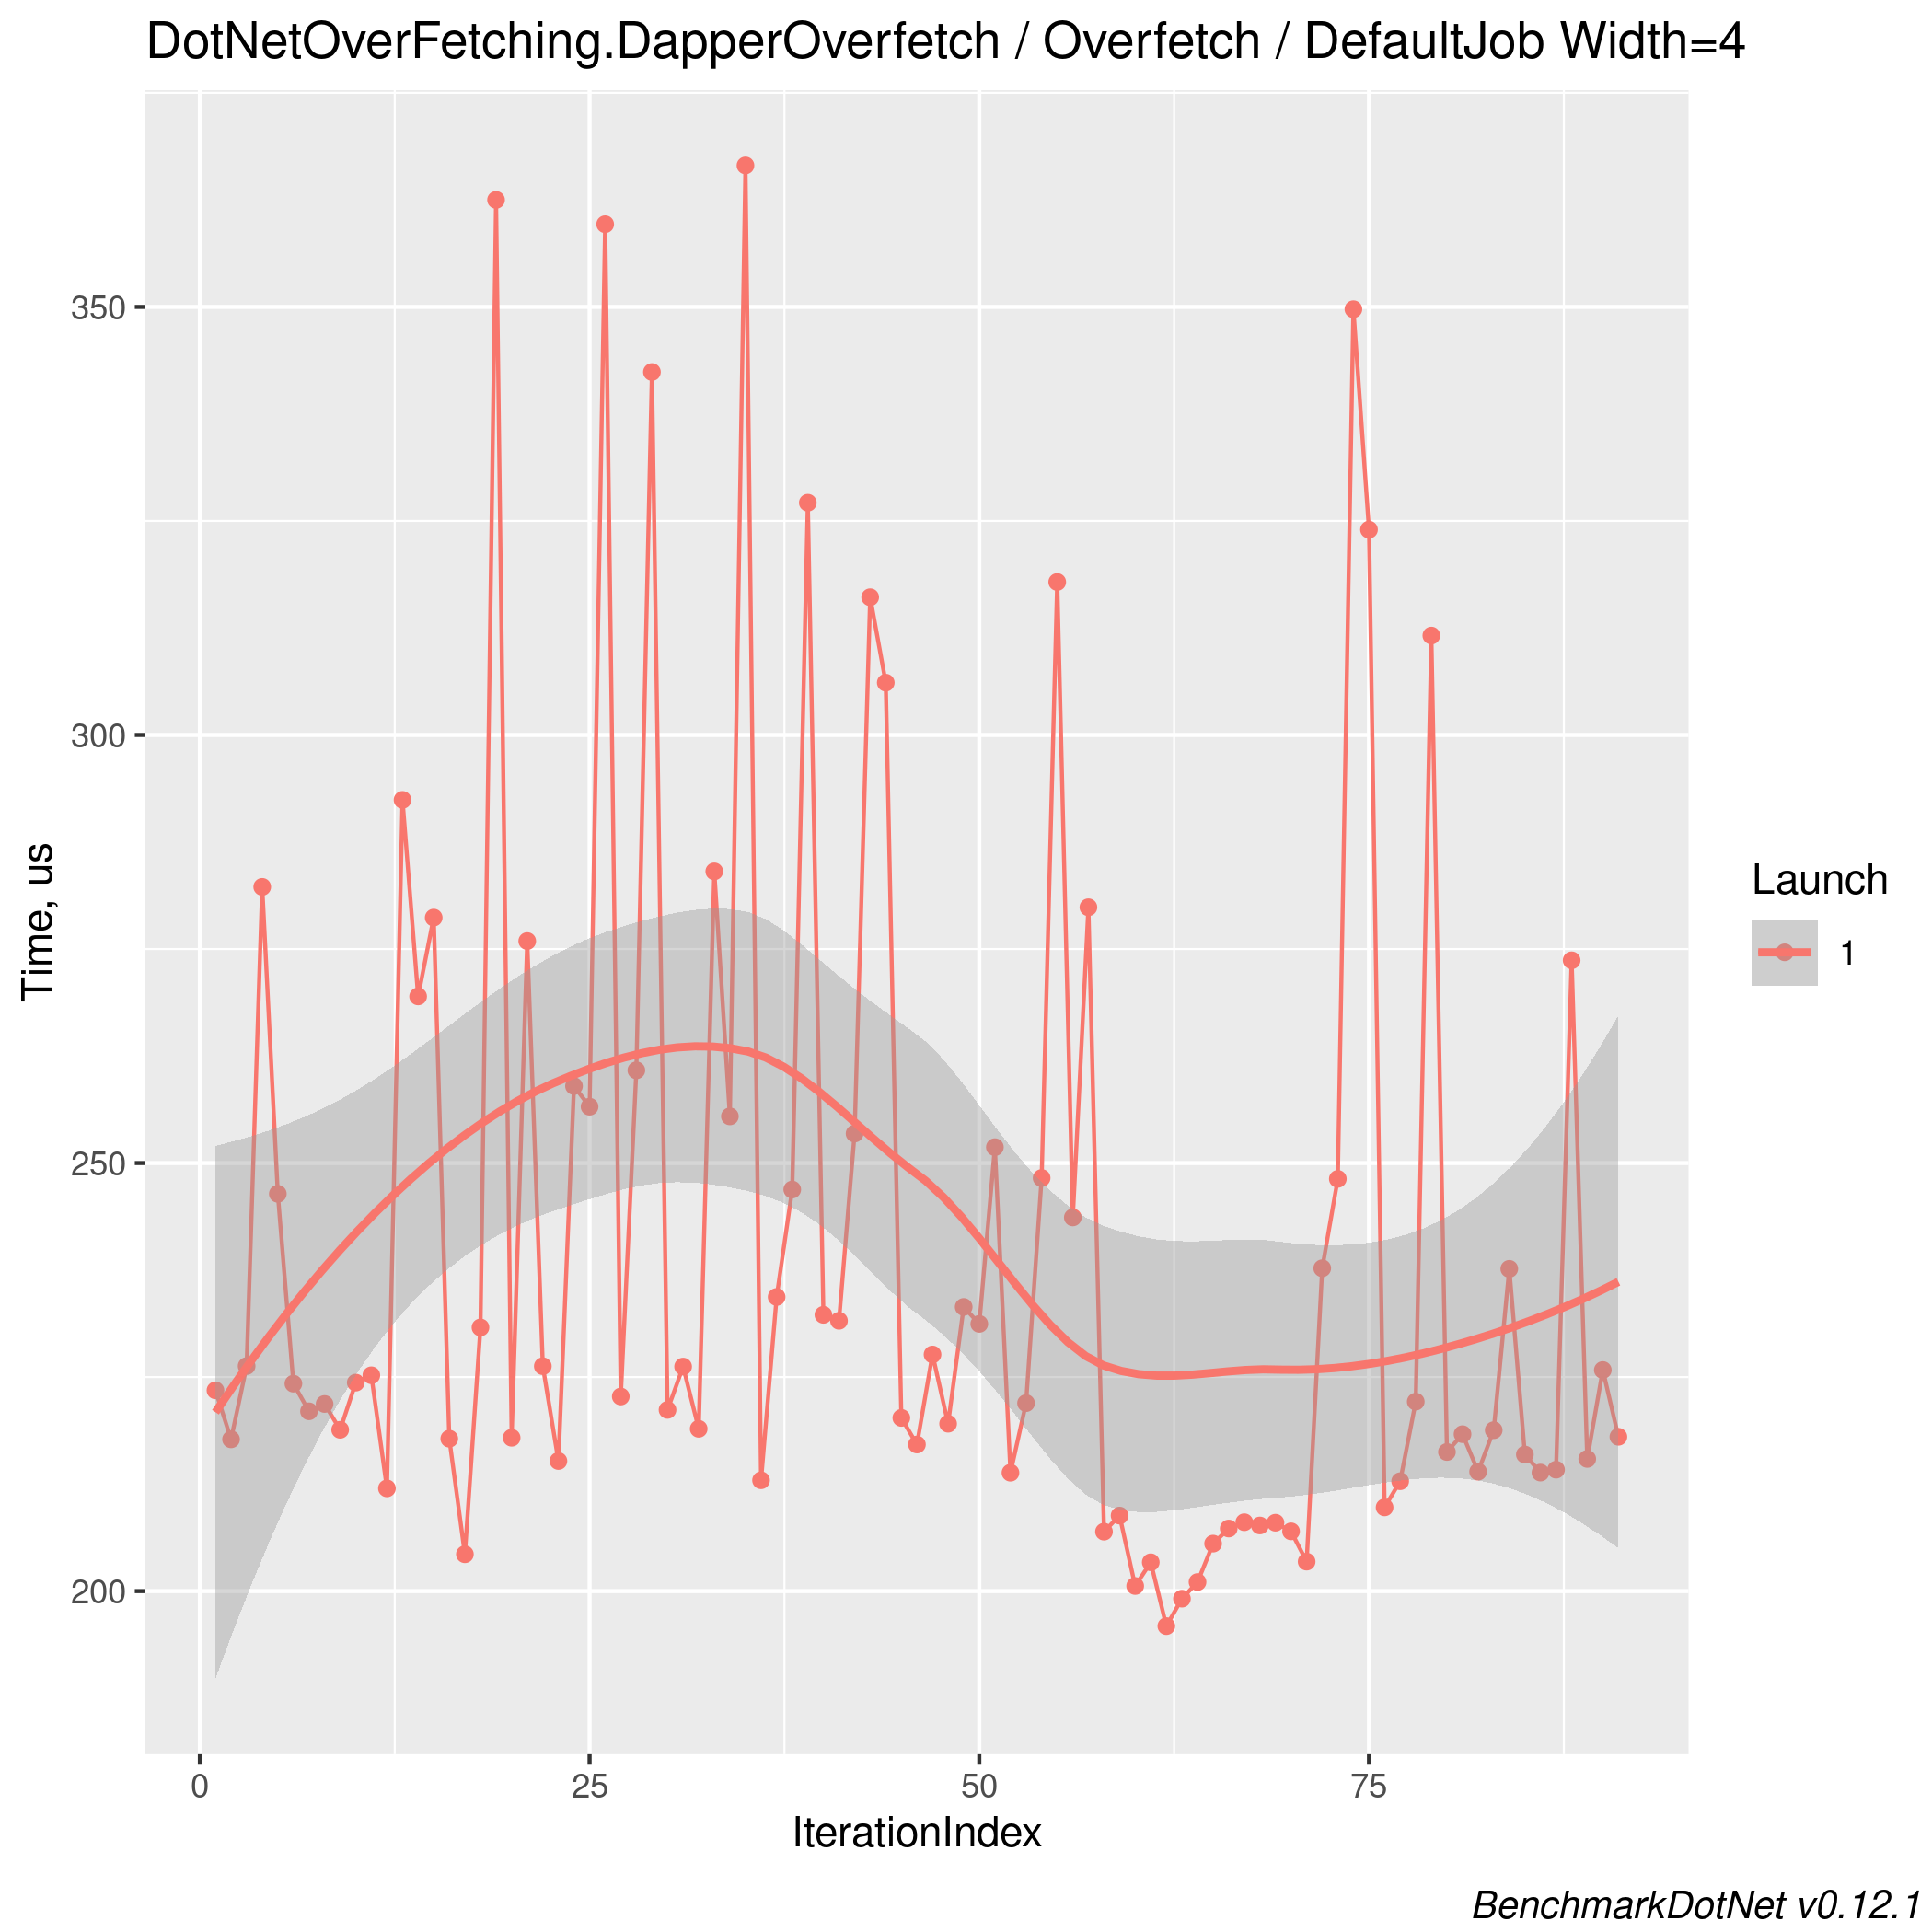 DotNetOverFetching.DapperOverfetch / Overfetch / DefaultJob Width=4
350
300
250
200
Time, us
0 25 50 75
IterationIndex
Launch
1
BenchmarkDotNet v0.12.1